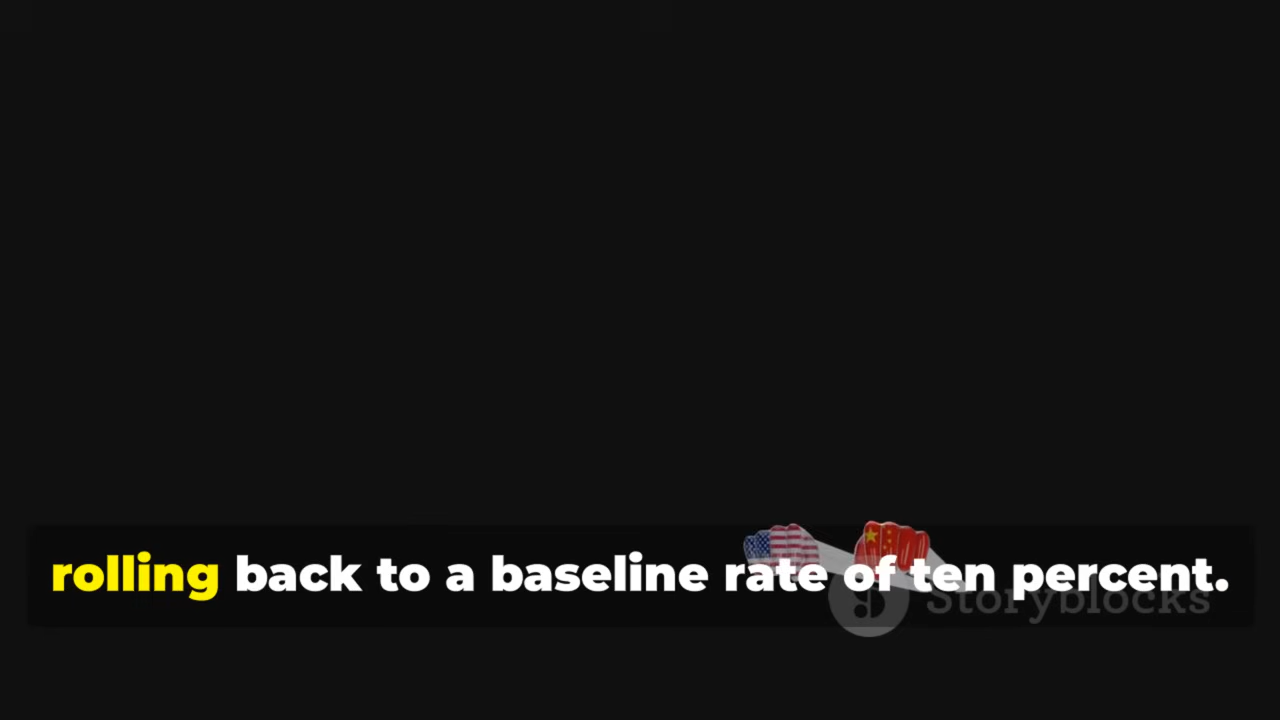 rolling back to a baseline rate of ten percent.
Storyblocks